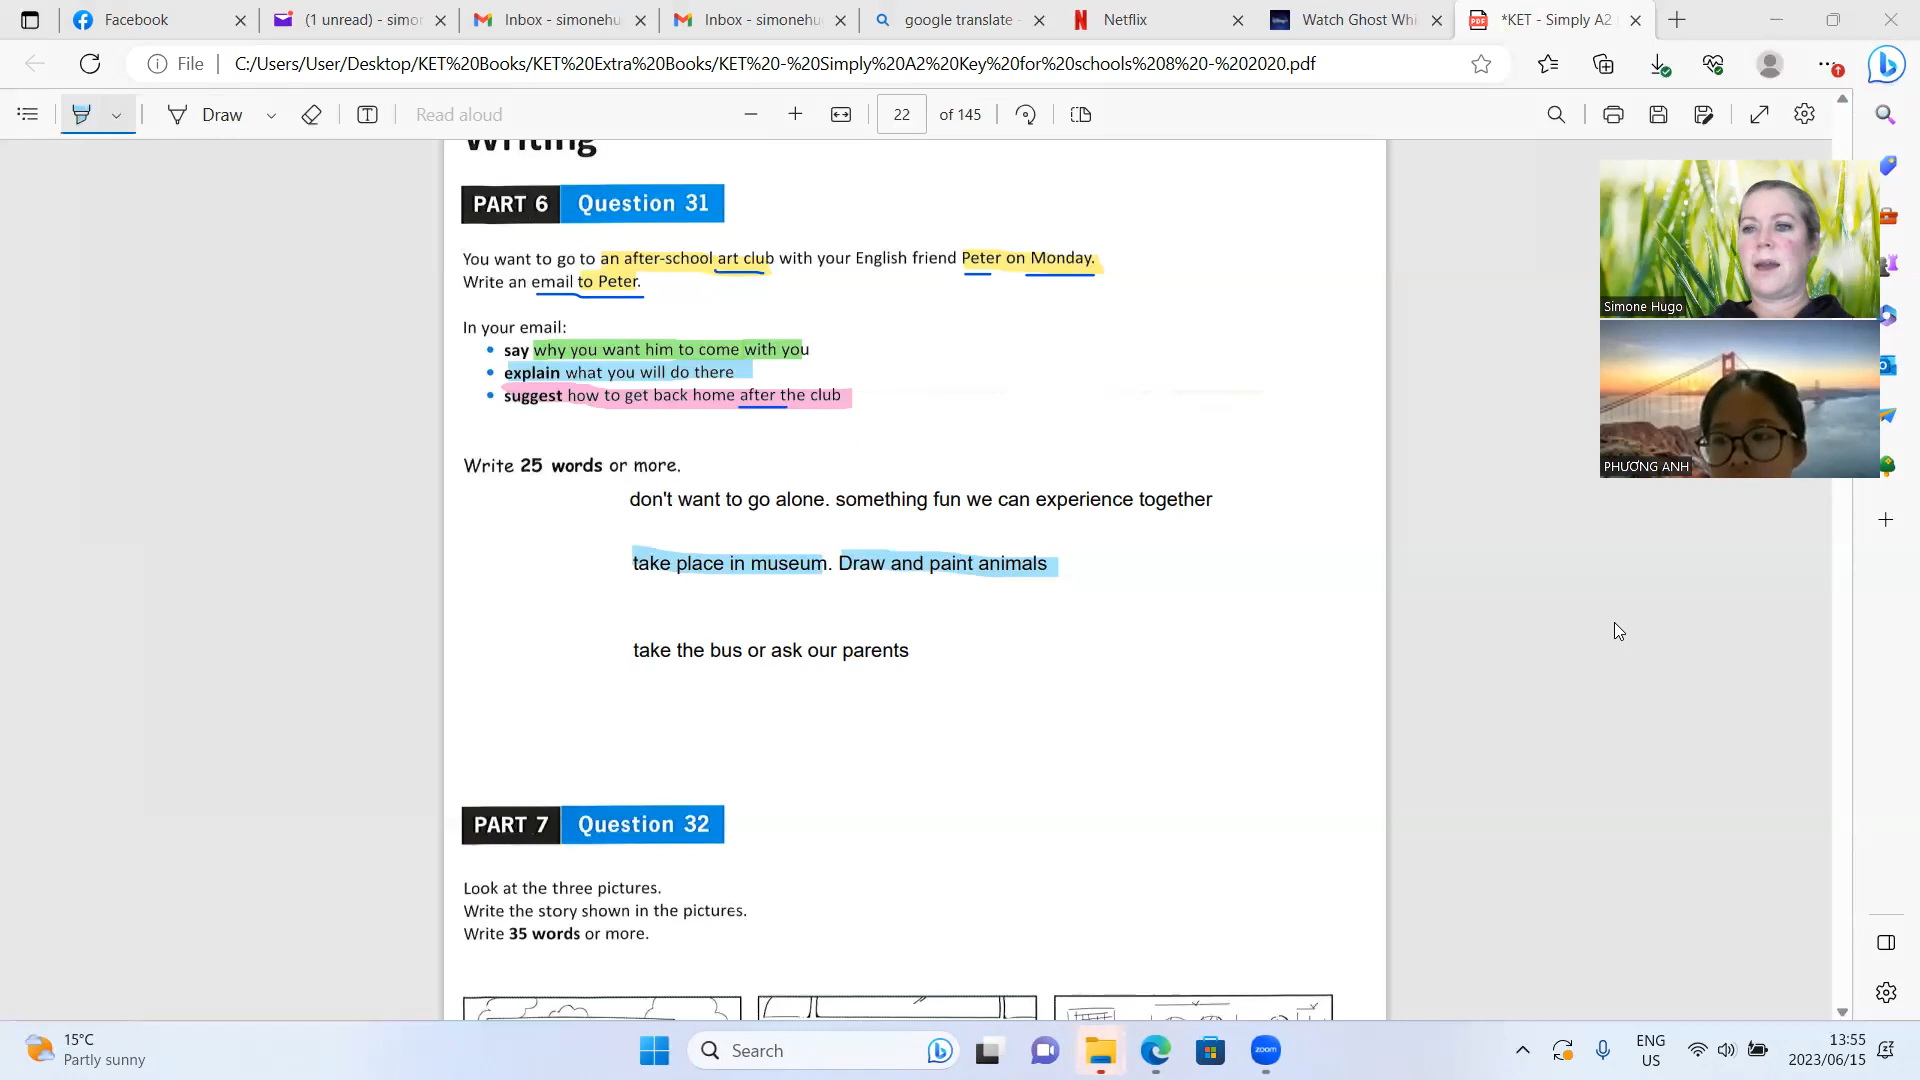 Facebook
(1 unread) - simo
Inbox - simonehu
Inbox - simonehu
google translate -
Netflix
Watch Ghost Whi
*KET - Simply A2
File
C:/Users/User/Desktop/KET%20Books/KET%20Extra%20Books/KET%20-%20Simply%20A2%20Key%20for%20schools%208%20-%202020.pdf
Draw
Read aloud
22
of 145
Writing
PART 6 Question 31
You want to go to an after-school art club with your English friend Peter on Monday.
Write an email to Peter.
In your email:
• say why you want him to come with you
• explain what you will do there
• suggest how to get back home after the club
Write 25 words or more.
don't want to go alone. something fun we can experience together
take place in museum. Draw and paint animals
take the bus or ask our parents
PART 7 Question 32
Look at the three pictures.
Write the story shown in the pictures.
Write 35 words or more.
Simone Hugo
PHƯƠNG ANH
15°C
Partly sunny
Search
zoom
ENG
US
13:55
2023/06/15